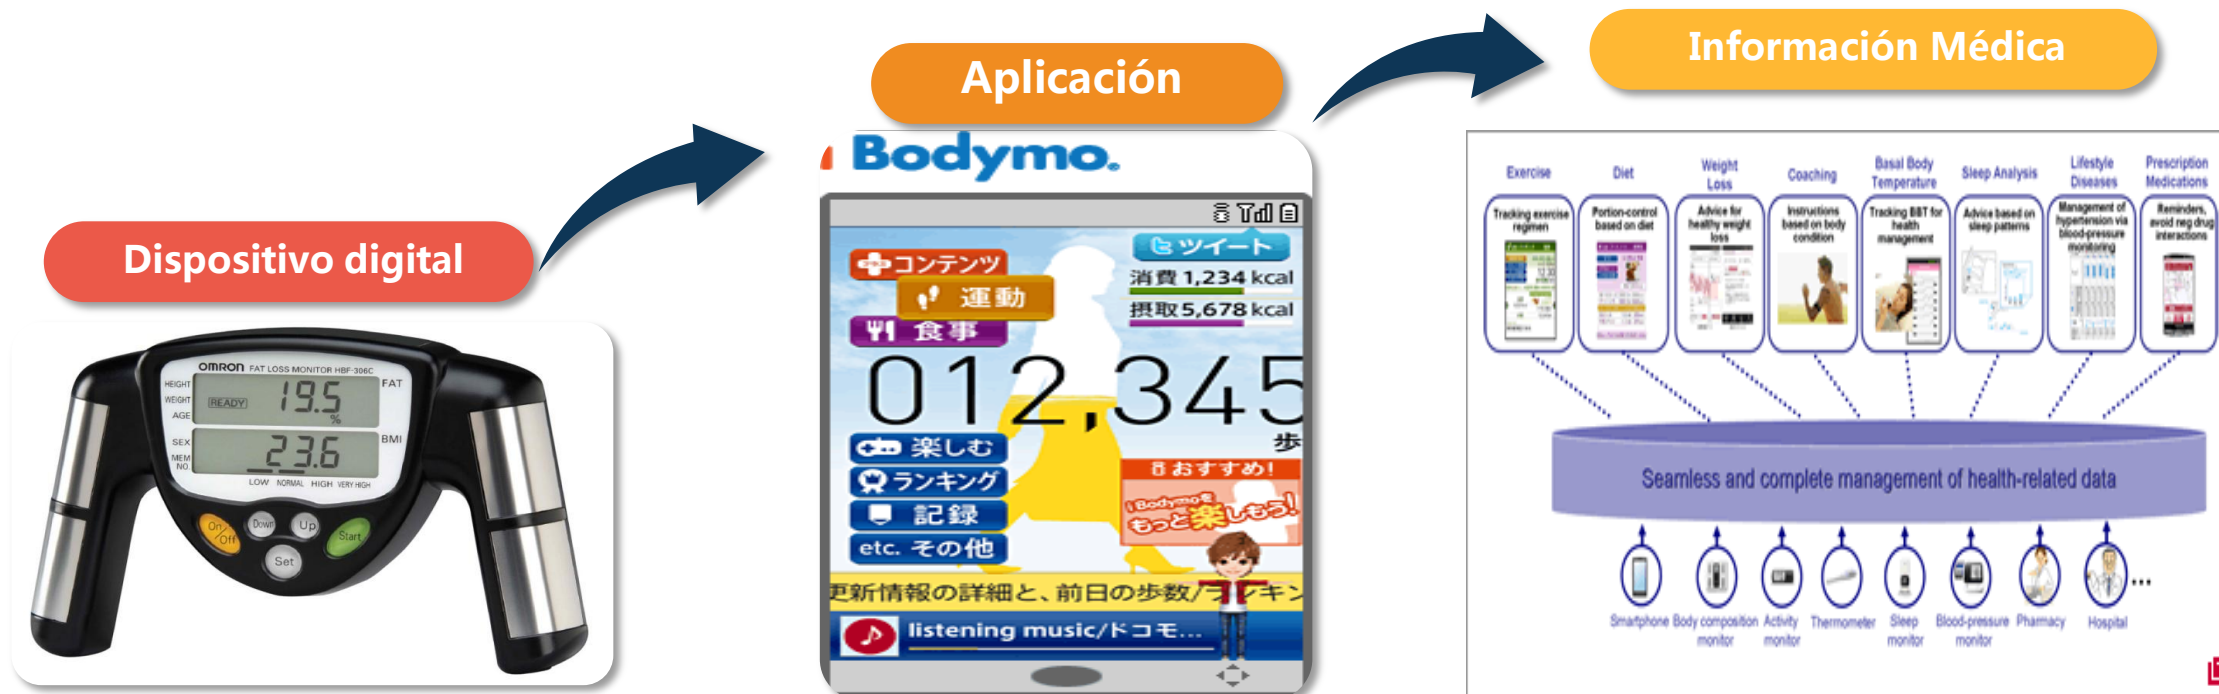 Dispositivo digital
OMRON FAT LOSS MONITOR HBF-306C
HEIGHT
WEIGHT
AGE
READY
19.5
%
FAT
SEX
MEM
NO.
23.6
BMI
LOW NORMAL HIGH VERY HIGH
On/Off
Down
Up
Start
Set
Aplicación
Bodymo.
ツイート
コンテンツ
運動
食事
消費 1,234 kcal
摂取 5,678 kcal
012,345
歩
楽しむ
ランキング
記録
etc. その他
おすすめ!
Bodymoを
もっと楽しもう!
更新情報の詳細と、前日の歩数/ランキン
listening music/ドコモ...
Información Médica
Exercise
Tracking exercise
regimen
Diet
Portion-control
based on diet
Weight
Loss
Advice for
healthy weight
loss
Coaching
Instructions
based on body
condition
Basal Body
Temperature
Tracking BBT for
health
management
Sleep Analysis
Advice based on
sleep patterns
Lifestyle
Diseases
Management of
hypertension via
blood-pressure
monitoring
Prescription
Medications
Reminders,
avoid neg drug
interactions
Seamless and complete management of health-related data
Smartphone
Body composition
monitor
Activity
monitor
Thermometer
Sleep
monitor
Blood-pressure
monitor
Pharmacy
Hospital
...